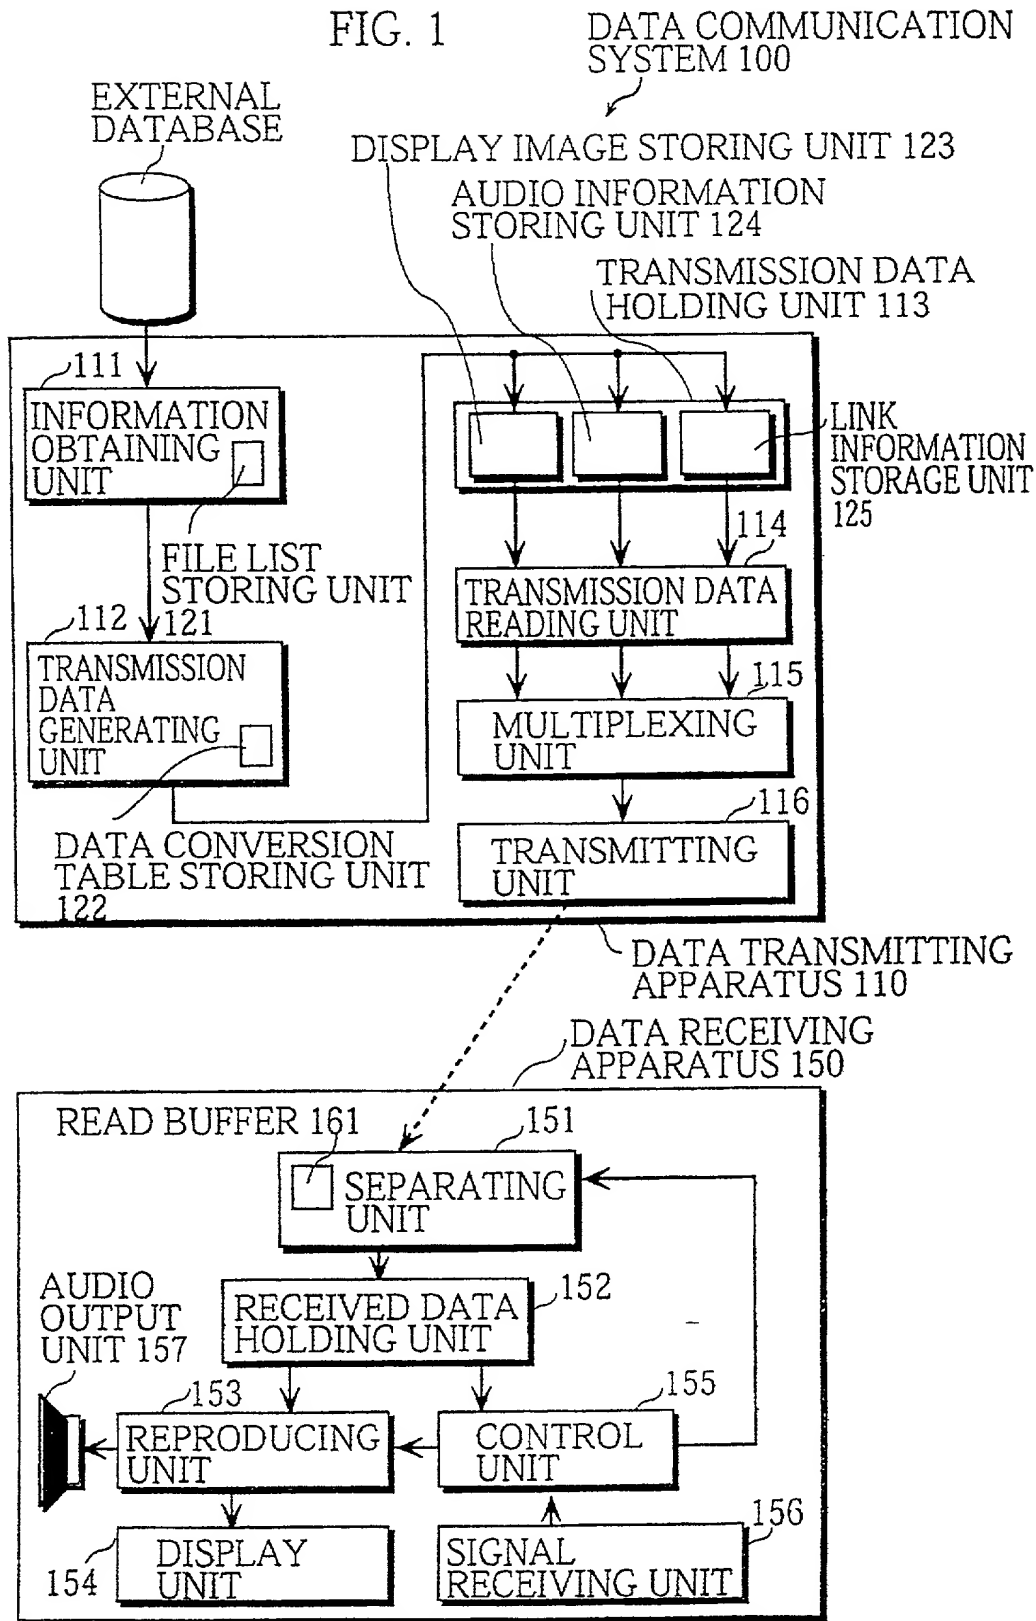 FIG. 1
DATA COMMUNICATION
SYSTEM 100
EXTERNAL
DATABASE
DISPLAY IMAGE STORING UNIT 123
AUDIO INFORMATION
STORING UNIT 124
TRANSMISSION DATA
HOLDING UNIT 113
111
INFORMATION
OBTAINING
UNIT
LINK
INFORMATION
STORAGE UNIT
125
FILE LIST
STORING UNIT
121
114
TRANSMISSION DATA
READING UNIT
112
TRANSMISSION
DATA
GENERATING
UNIT
115
MULTIPLEXING
UNIT
116
TRANSMITTING
UNIT
DATA CONVERSION
TABLE STORING UNIT
122
DATA TRANSMITTING
APPARATUS 110
DATA RECEIVING
APPARATUS 150
READ BUFFER 161
151
SEPARATING
UNIT
AUDIO
OUTPUT
UNIT 157
152
RECEIVED DATA
HOLDING UNIT
153
REPRODUCING
UNIT
155
CONTROL
UNIT
154
DISPLAY
UNIT
156
SIGNAL
RECEIVING UNIT